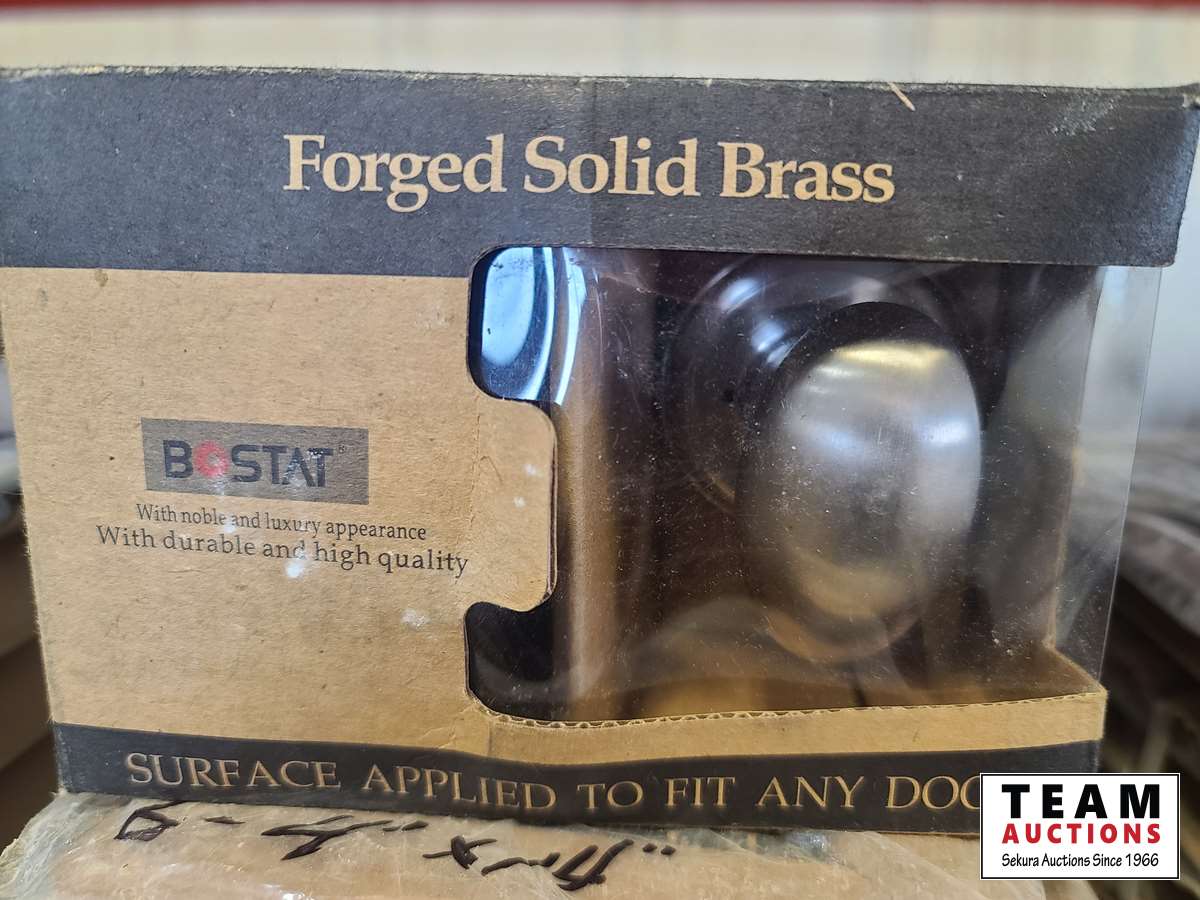 Forged Solid Brass
BOSTAT®
With noble and luxury appearance
With durable and high quality
SURFACE APPLIED TO FIT ANY
TEAM
AUCTIONS
Sekura Auctions Since 1966